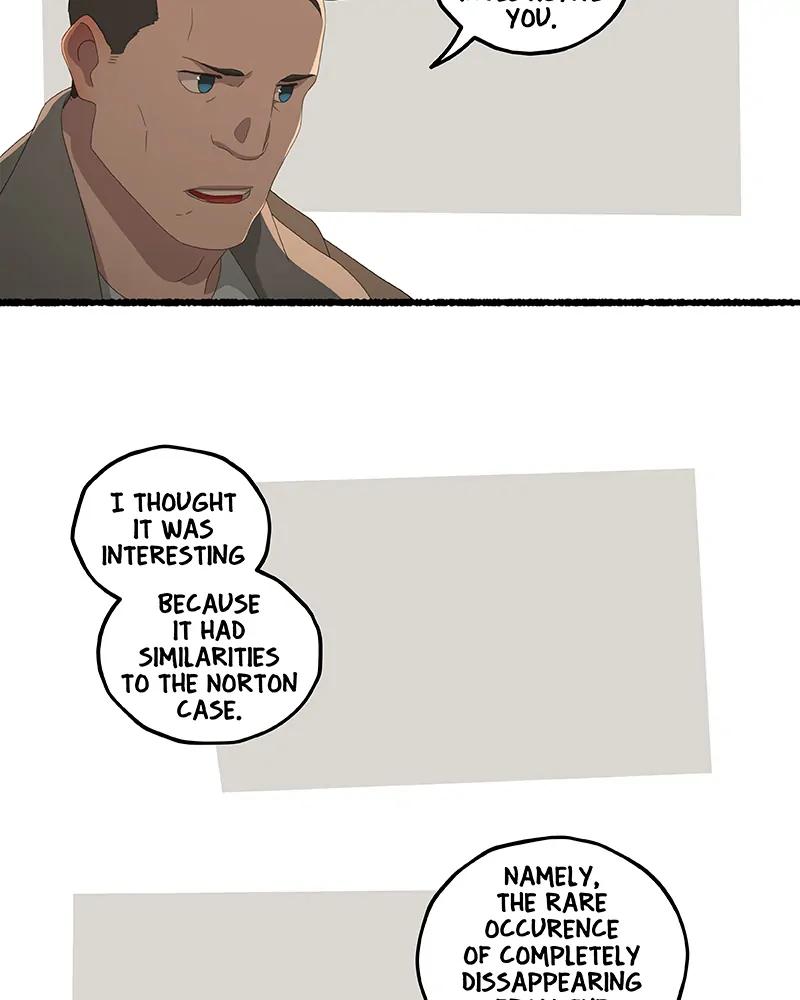 YOU.
I THOUGHT
IT WAS
INTERESTING
BECAUSE
IT HAD
SIMILARITIES
TO THE NORTON
CASE.
NAMELY,
THE RARE
OCCURENCE
OF COMPLETELY
DISSAPPEARING